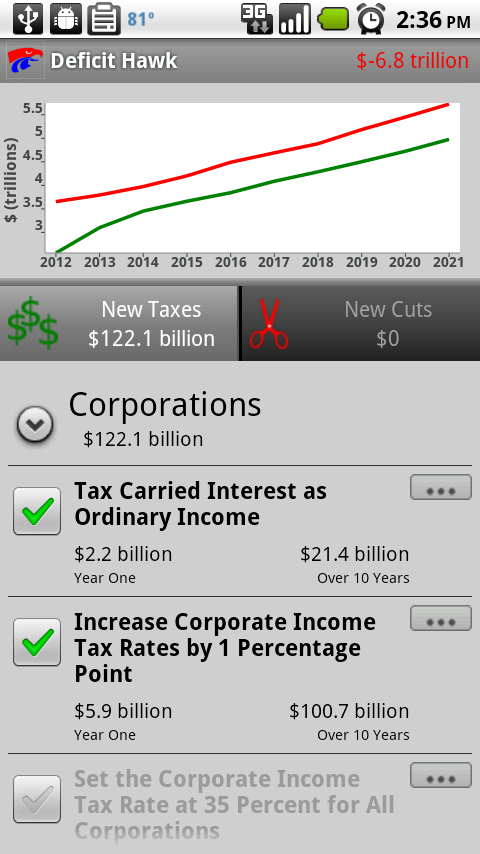 81°
3G
2:36 PM
Deficit Hawk
$-6.8 trillion
$ (trillions)
5.5
5
4.5
4
3.5
3
2012 2013 2014 2015 2016 2017 2018 2019 2020 2021
New Taxes
$122.1 billion
New Cuts
$0
Corporations
$122.1 billion
Tax Carried Interest as
Ordinary Income
$2.2 billion $21.4 billion
Year One Over 10 Years
Increase Corporate Income
Tax Rates by 1 Percentage
Point
$5.9 billion $100.7 billion
Year One Over 10 Years
Set the Corporate Income
Tax Rate at 35 Percent for All
Corporations